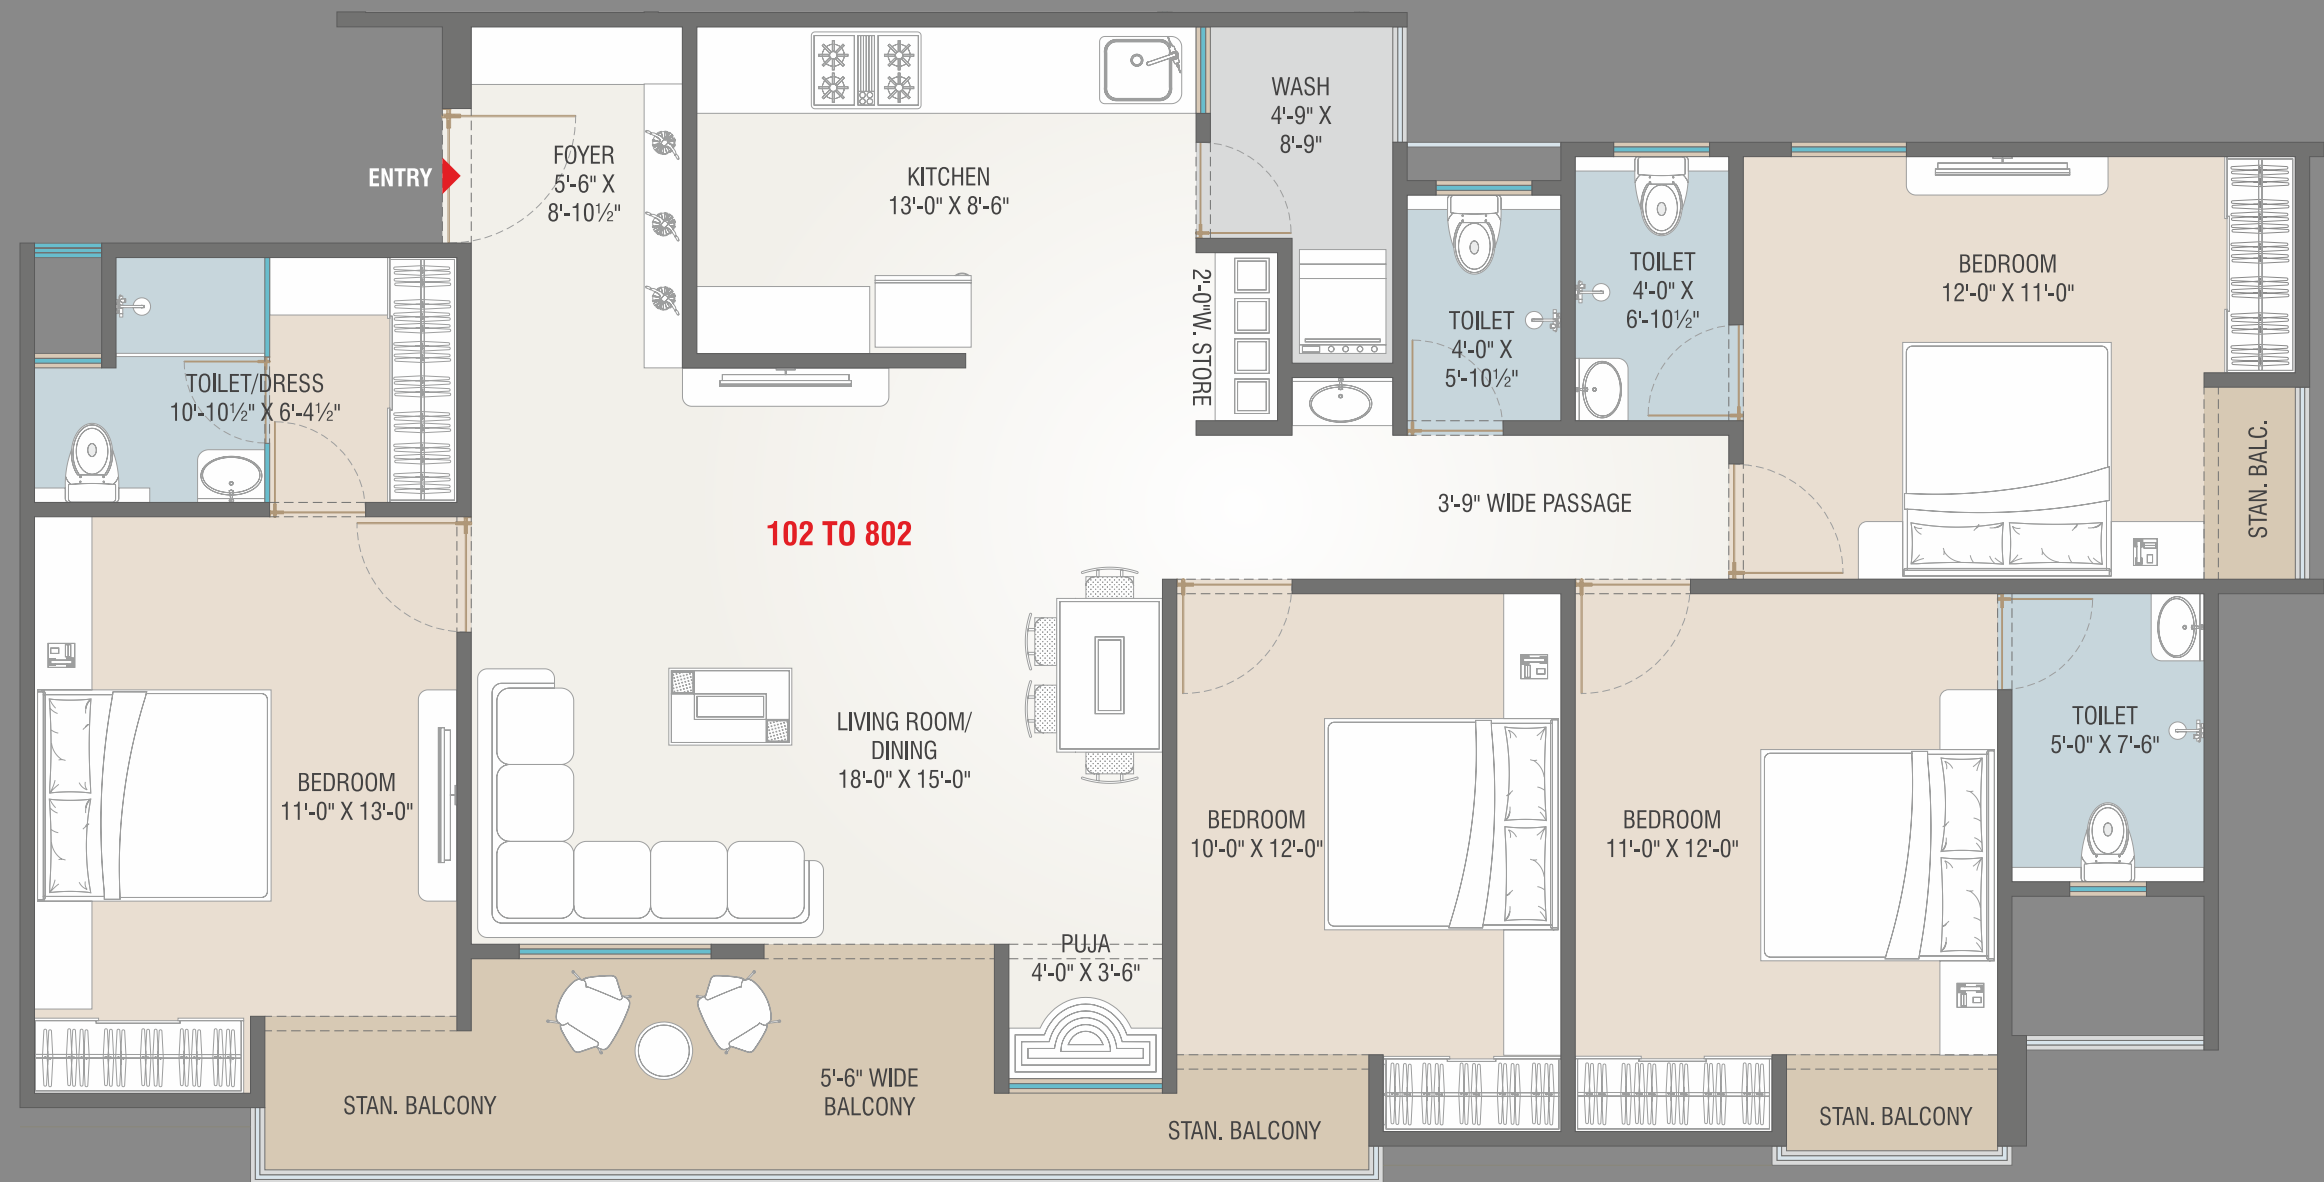 ENTRY
FOYER
5'-6" X
8'-10½"
KITCHEN
13'-0" X 8'-6"
WASH
4'-9" X
8'-9"
2'-0"W. STORE
TOILET
4'-0" X
5'-10½"
TOILET
4'-0" X
6'-10½"
BEDROOM
12'-0" X 11'-0"
STAN. BALC.
TOILET/DRESS
10'-10½" X 6'-4½"
102 TO 802
3'-9" WIDE PASSAGE
BEDROOM
11'-0" X 13'-0"
LIVING ROOM/
DINING
18'-0" X 15'-0"
BEDROOM
10'-0" X 12'-0"
BEDROOM
11'-0" X 12'-0"
TOILET
5'-0" X 7'-6"
PUJA
4'-0" X 3'-6"
STAN. BALCONY
5'-6" WIDE
BALCONY
STAN. BALCONY
STAN. BALCONY